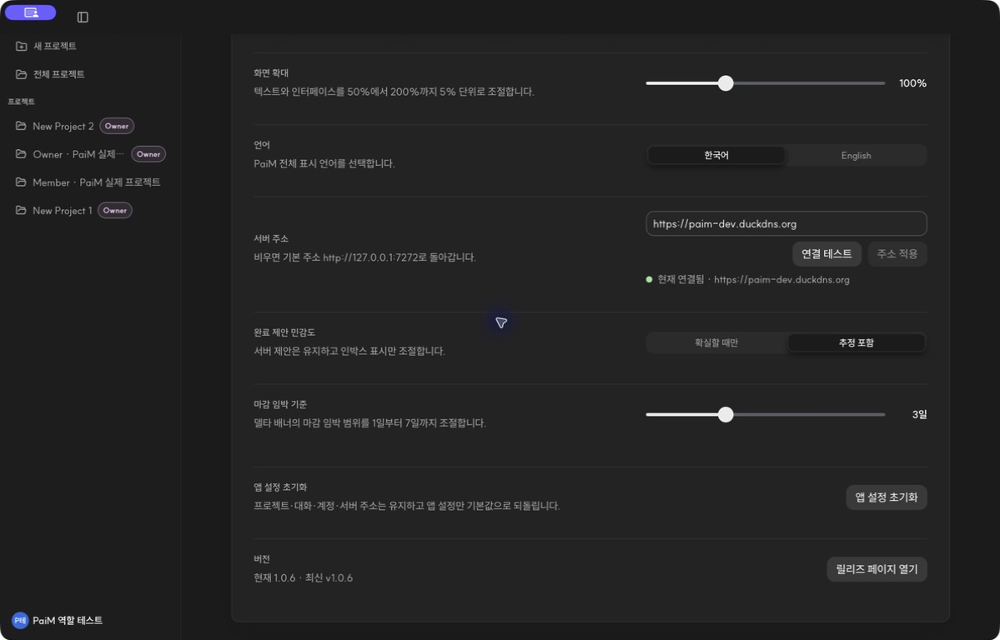 새 프로젝트
전체 프로젝트
프로젝트
New Project 2 Owner
Owner · PaiM 실제… Owner
Member · PaiM 실제 프로젝트
New Project 1 Owner
P테 PaiM 역할 테스트
화면 확대
텍스트와 인터페이스를 50%에서 200%까지 5% 단위로 조절합니다.
100%
언어
PaiM 전체 표시 언어를 선택합니다.
한국어 English
서버 주소
비우면 기본 주소 http://127.0.0.1:7272로 돌아갑니다.
https://paim-dev.duckdns.org
연결 테스트 주소 적용
현재 연결됨 · https://paim-dev.duckdns.org
완료 제안 민감도
서버 제안은 유지하고 인박스 표시만 조절합니다.
확실할 때만 추정 포함
마감 임박 기준
델타 배너의 마감 임박 범위를 1일부터 7일까지 조절합니다.
3일
앱 설정 초기화
프로젝트·대화·계정·서버 주소는 유지하고 앱 설정만 기본값으로 되돌립니다.
앱 설정 초기화
버전
현재 1.0.6 · 최신 v1.0.6
릴리즈 페이지 열기